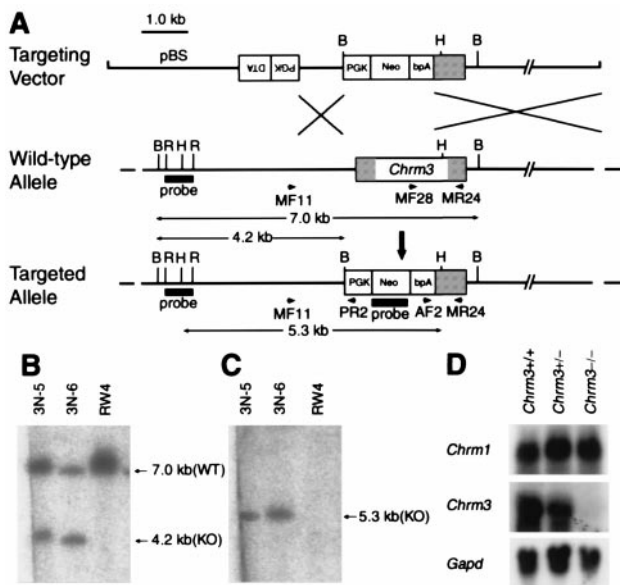 A
1.0 kb
Targeting
Vector
pBS
DTA
PGK
B
PGK
Neo
bpA
H
B
Wild-type
Allele
B R H R
probe
MF11
Chrm3
H
B
MF28
MR24
7.0 kb
4.2 kb
Targeted
Allele
B R H R
probe
MF11
B
PGK
Neo
bpA
H
B
PR2
probe
AF2
MR24
5.3 kb
B
3N-5
3N-6
RW4
7.0 kb(WT)
4.2 kb(KO)
C
3N-5
3N-6
RW4
5.3 kb(KO)
D
Chrm3+/+
Chrm3+/−
Chrm3−/−
Chrm1
Chrm3
Gapd